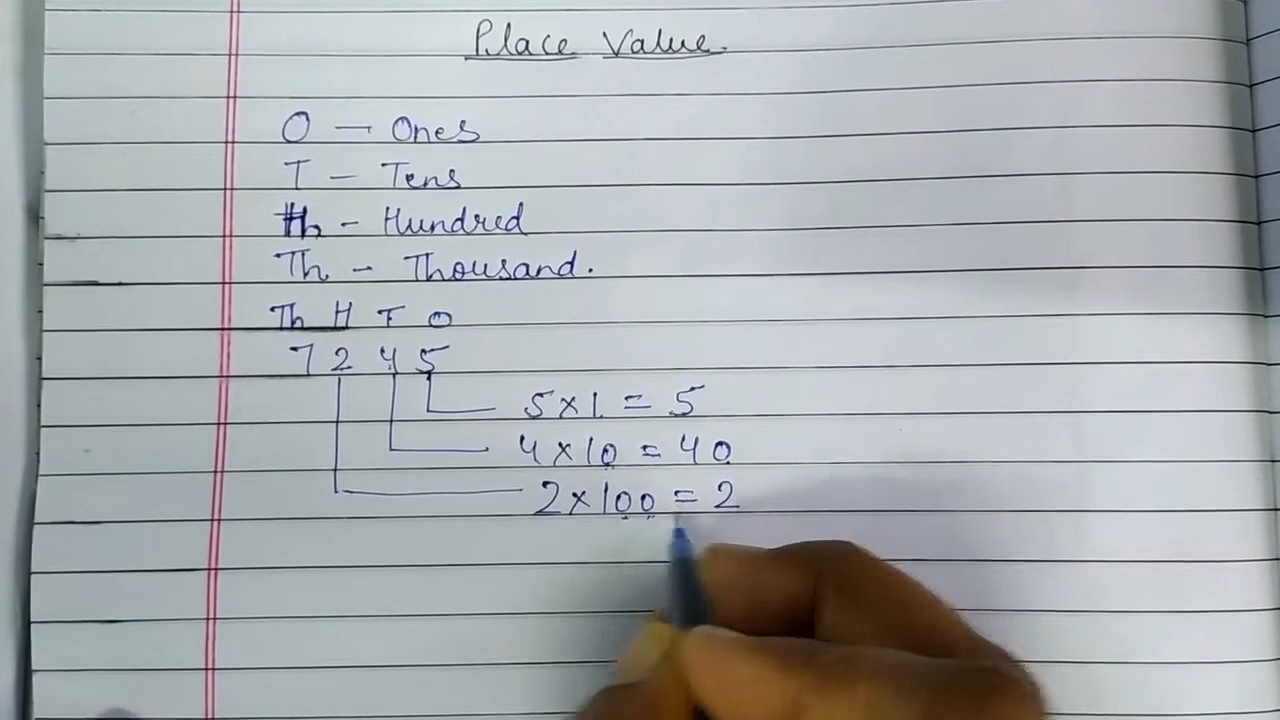 Place Value.
O — Ones
T — Tens
H — Hundred
Th — Thousand.
Th H T O
7 2 4 5
5 × 1 = 5
4 × 10 = 40
2 × 100 = 2